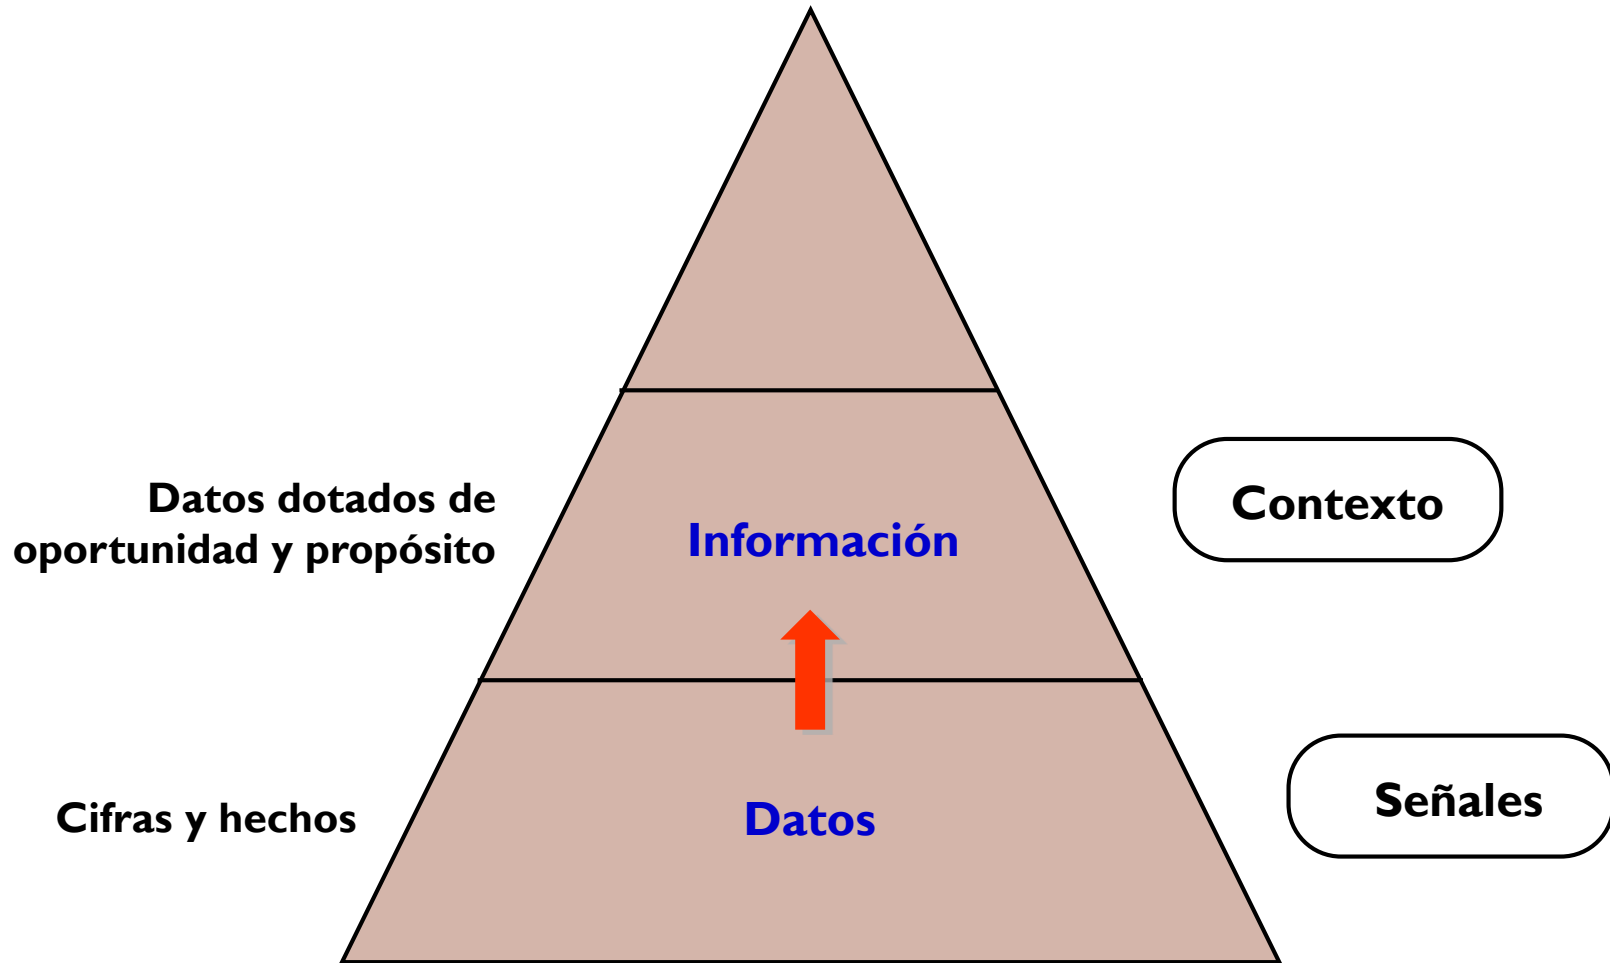 Datos dotados de
oportunidad y propósito
Información
Contexto
Cifras y hechos
Datos
Señales